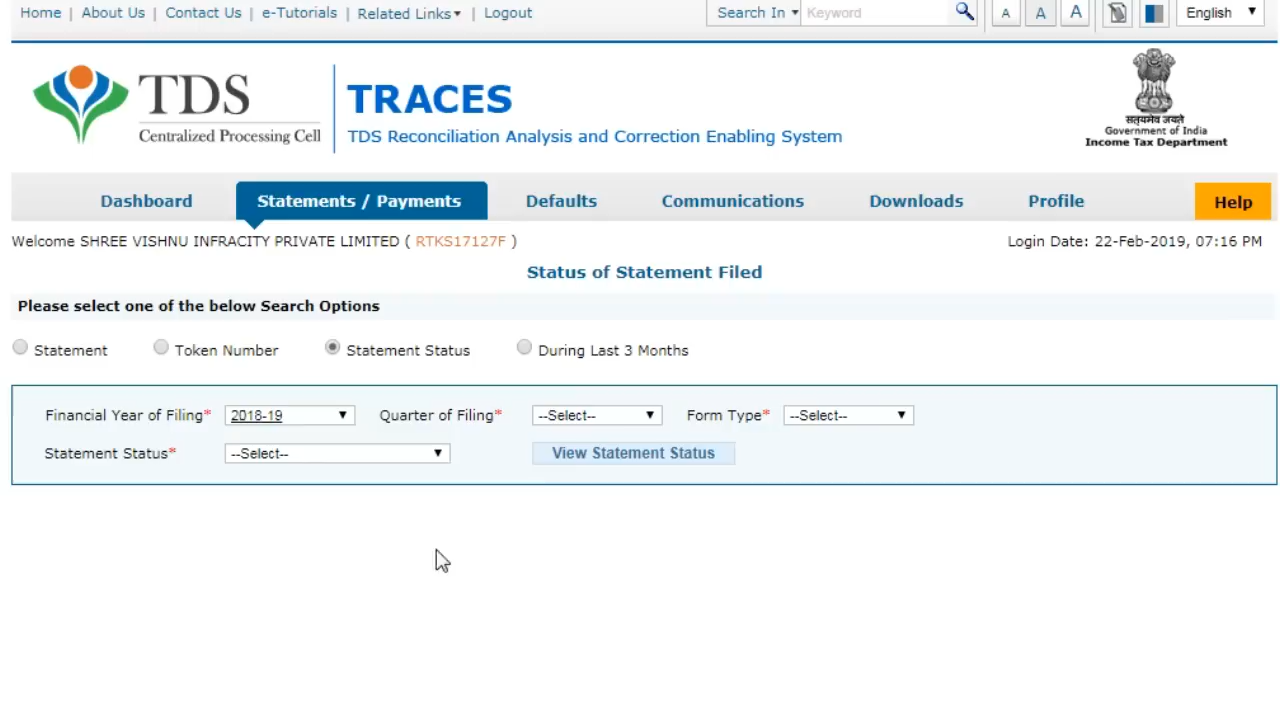 Home | About Us | Contact Us | e-Tutorials | Related Links | Logout
Search In Keyword A A A English
TDS
Centralized Processing Cell
TRACES
TDS Reconciliation Analysis and Correction Enabling System
सत्यमेव जयते
Government of India
Income Tax Department
Dashboard Statements / Payments Defaults Communications Downloads Profile Help
Welcome SHREE VISHNU INFRACITY PRIVATE LIMITED ( RTKS17127F ) Login Date: 22-Feb-2019, 07:16 PM
Status of Statement Filed
Please select one of the below Search Options
Statement Token Number Statement Status During Last 3 Months
Financial Year of Filing* 2018-19 Quarter of Filing* --Select-- Form Type* --Select--
Statement Status* --Select-- View Statement Status